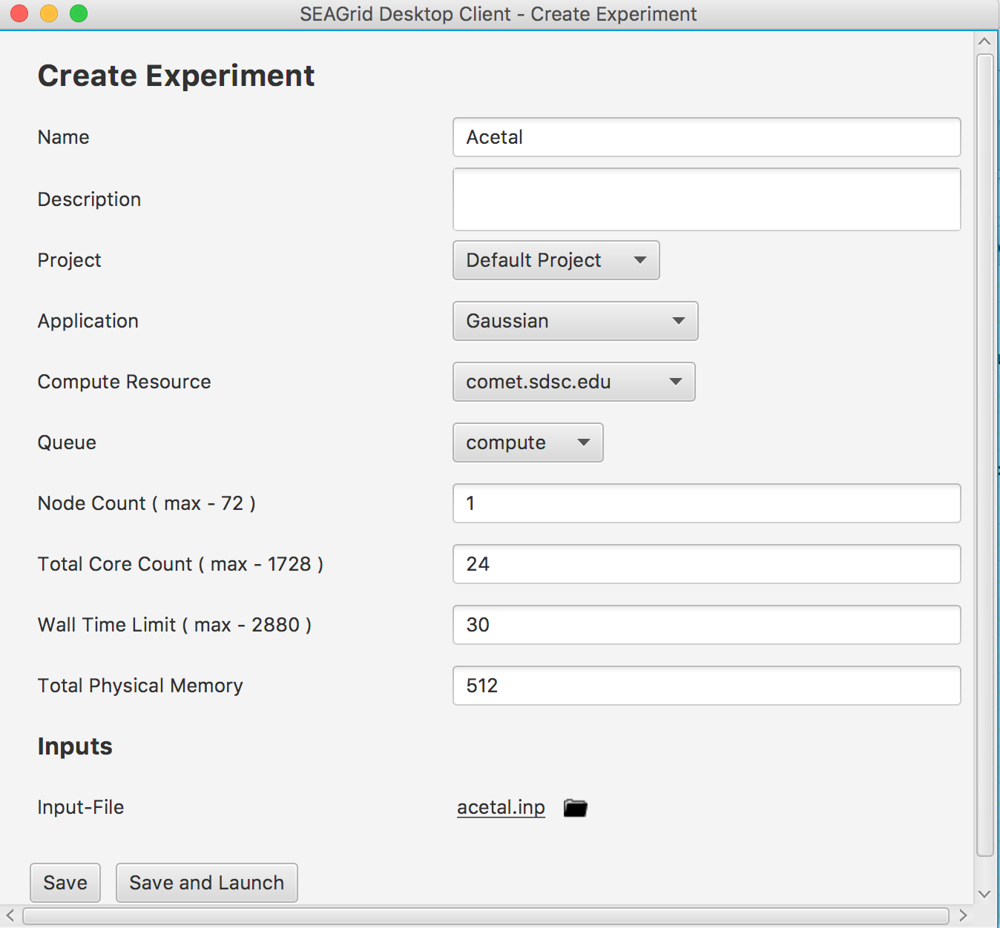 SEAGrid Desktop Client - Create Experiment
Create Experiment
Name
Acetal
Description
Project
Default Project
Application
Gaussian
Compute Resource
comet.sdsc.edu
Queue
compute
Node Count ( max - 72 )
1
Total Core Count ( max - 1728 )
24
Wall Time Limit ( max - 2880 )
30
Total Physical Memory
512
Inputs
Input-File
acetal.inp
Save
Save and Launch